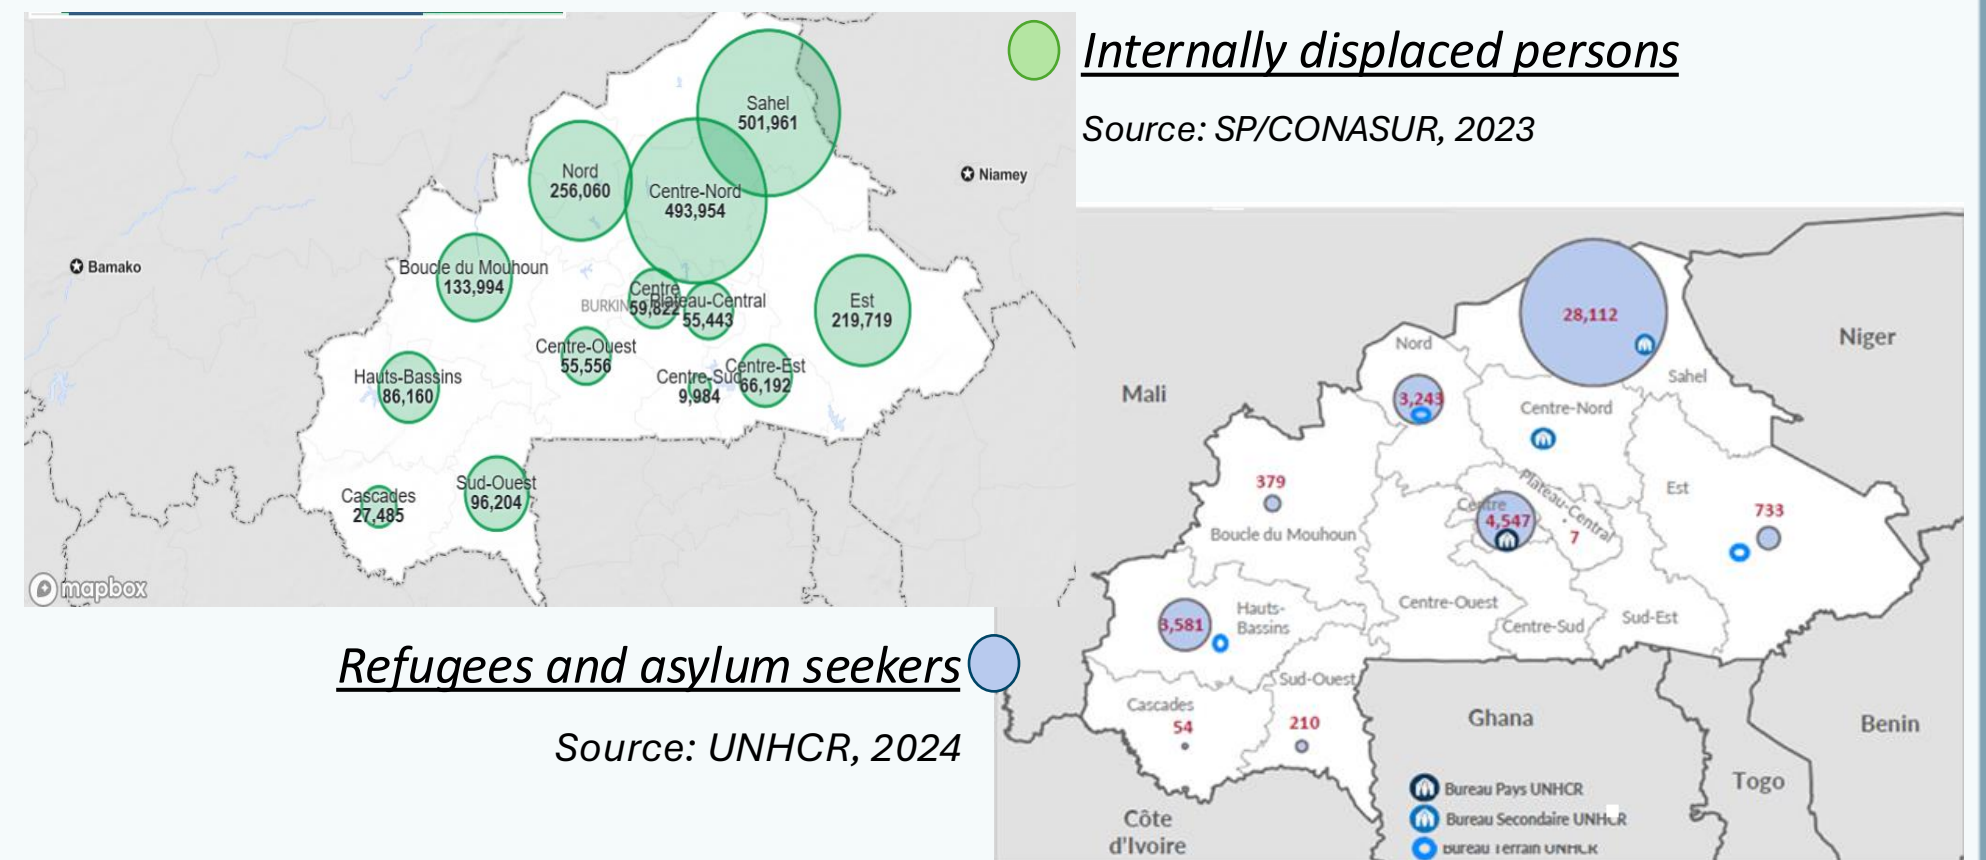 Internally displaced persons
Source: SP/CONASUR, 2023
Sahel
501,961
Nord
256,060
Centre-Nord
493,954
Niamey
Bamako
Boucle du Mouhoun
133,994
BURKIN
Centre
59,822
Plateau-Central
55,443
Est
219,719
Centre-Ouest
55,556
Centre-Sud
9,984
Centre-Est
66,192
Hauts-Bassins
86,160
Cascades
27,485
Sud-Ouest
96,204
mapbox
Refugees and asylum seekers
Source: UNHCR, 2024
28,112
Niger
Nord
Sahel
Mali
3,243
Centre-Nord
379
Est
Plateau-Central
Centre
4,547
733
7
Boucle du Mouhoun
Hauts-
Bassins
3,581
Centre-Ouest
Centre-Sud
Sud-Est
Sud-Ouest
Cascades
54
210
Ghana
Benin
Togo
Côte
d'Ivoire
Bureau Pays UNHCR
Bureau Secondaire UNHCR
Bureau Terrain UNHCR